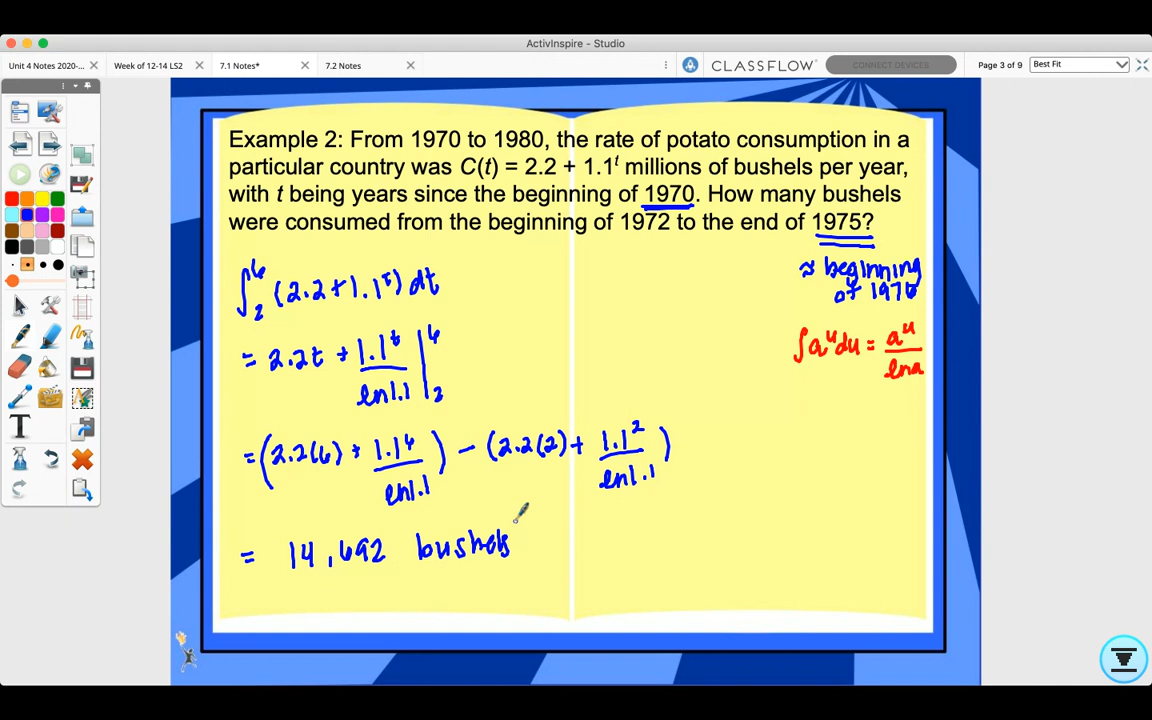 ActivInspire - Studio
Unit 4 Notes 2020-... Week of 12-14 LS2 7.1 Notes* 7.2 Notes CLASSFLOW CONNECT DEVICES Page 3 of 9 Best Fit
Example 2: From 1970 to 1980, the rate of potato consumption in a
particular country was C(t) = 2.2 + 1.1ᵗ millions of bushels per year,
with t being years since the beginning of 1970. How many bushels
were consumed from the beginning of 1972 to the end of 1975?
≈ beginning
of 1976
∫₂⁶ (2.2+1.1ᵗ) dt
= 2.2t + 1.1ᵗ/ln1.1 |₂⁶
∫aᵘdu = aᵘ/lna
=(2.2(6) + 1.1⁶/ln1.1) - (2.2(2) + 1.1²/ln1.1)
= 14,692 bushels
T